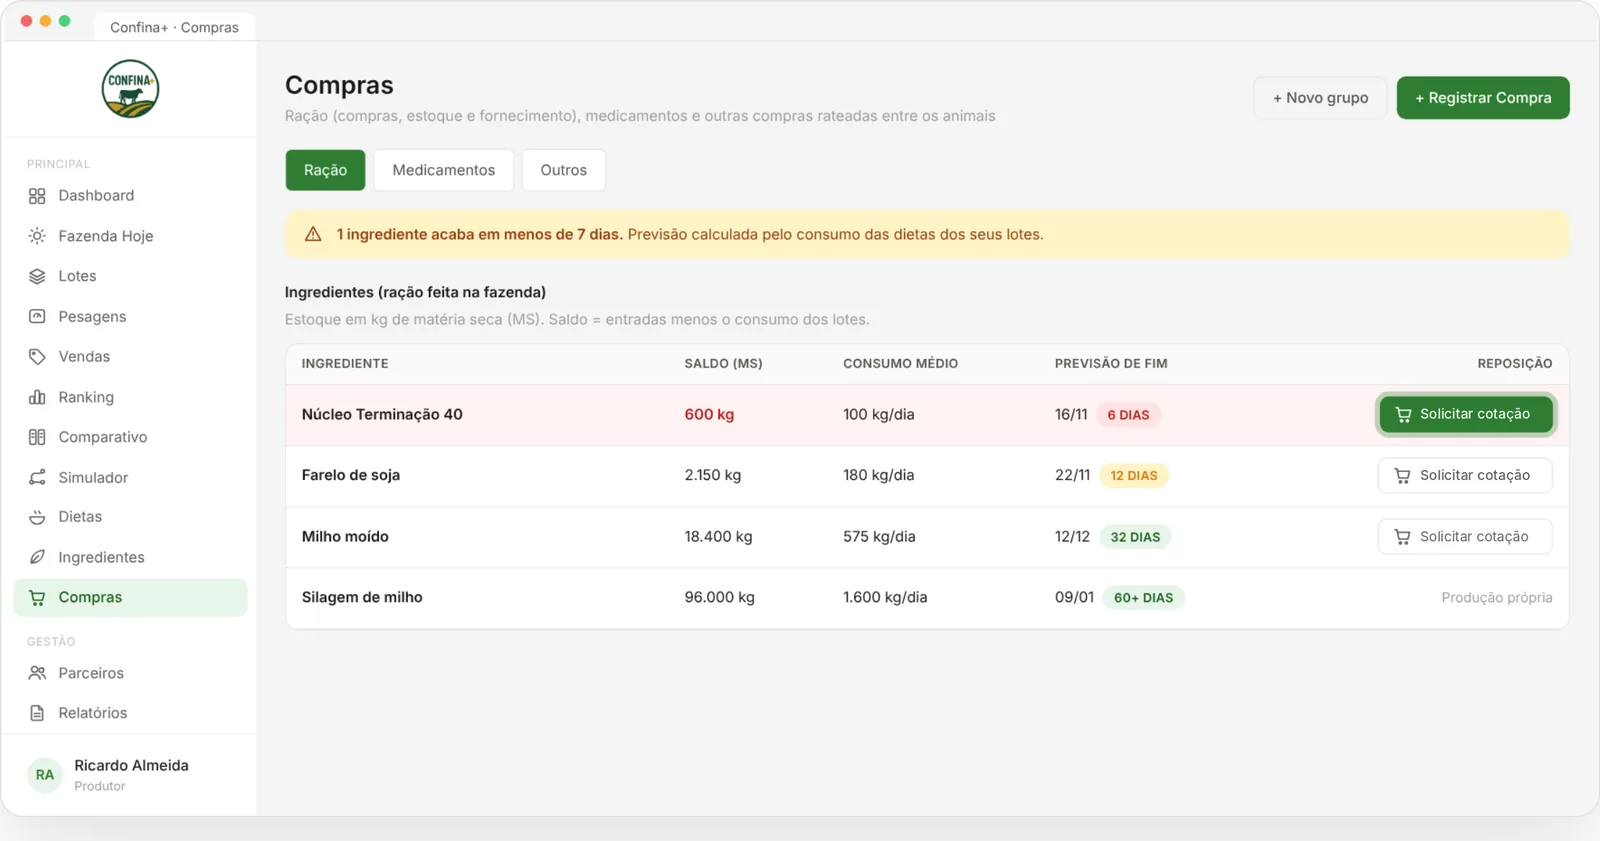 Confina+ · Compras
CONFINA+
PRINCIPAL
Dashboard
Fazenda Hoje
Lotes
Pesagens
Vendas
Ranking
Comparativo
Simulador
Dietas
Ingredientes
Compras
GESTÃO
Parceiros
Relatórios
RA
Ricardo Almeida
Produtor
Compras
Ração (compras, estoque e fornecimento), medicamentos e outras compras rateadas entre os animais
+ Novo grupo
+ Registrar Compra
Ração Medicamentos Outros
1 ingrediente acaba em menos de 7 dias. Previsão calculada pelo consumo das dietas dos seus lotes.
Ingredientes (ração feita na fazenda)
Estoque em kg de matéria seca (MS). Saldo = entradas menos o consumo dos lotes.
INGREDIENTE SALDO (MS) CONSUMO MÉDIO PREVISÃO DE FIM REPOSIÇÃO
Núcleo Terminação 40 600 kg 100 kg/dia 16/11 6 DIAS Solicitar cotação
Farelo de soja 2.150 kg 180 kg/dia 22/11 12 DIAS Solicitar cotação
Milho moído 18.400 kg 575 kg/dia 12/12 32 DIAS Solicitar cotação
Silagem de milho 96.000 kg 1.600 kg/dia 09/01 60+ DIAS Produção própria